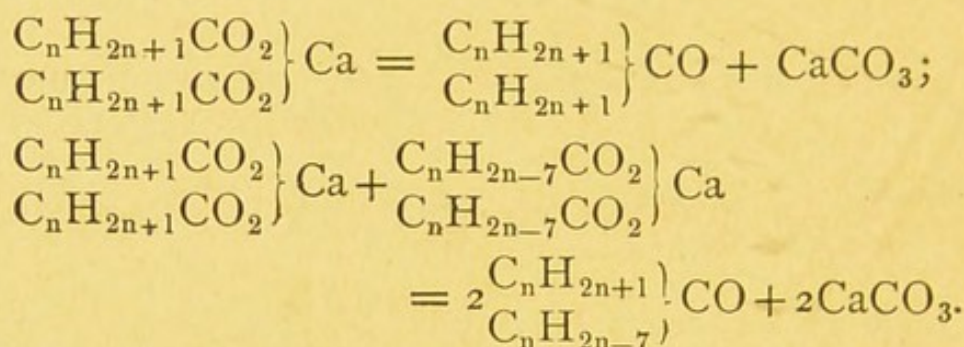 CₙH₂ₙ₊₁CO₂
CₙH₂ₙ₊₁CO₂} Ca = CₙH₂ₙ₊₁
CₙH₂ₙ₊₁} CO + CaCO₃;
CₙH₂ₙ₊₁CO₂
CₙH₂ₙ₊₁CO₂} Ca + CₙH₂ₙ₋₇CO₂
CₙH₂ₙ₋₇CO₂} Ca
= 2 CₙH₂ₙ₊₁
CₙH₂ₙ₋₇} CO + 2CaCO₃.